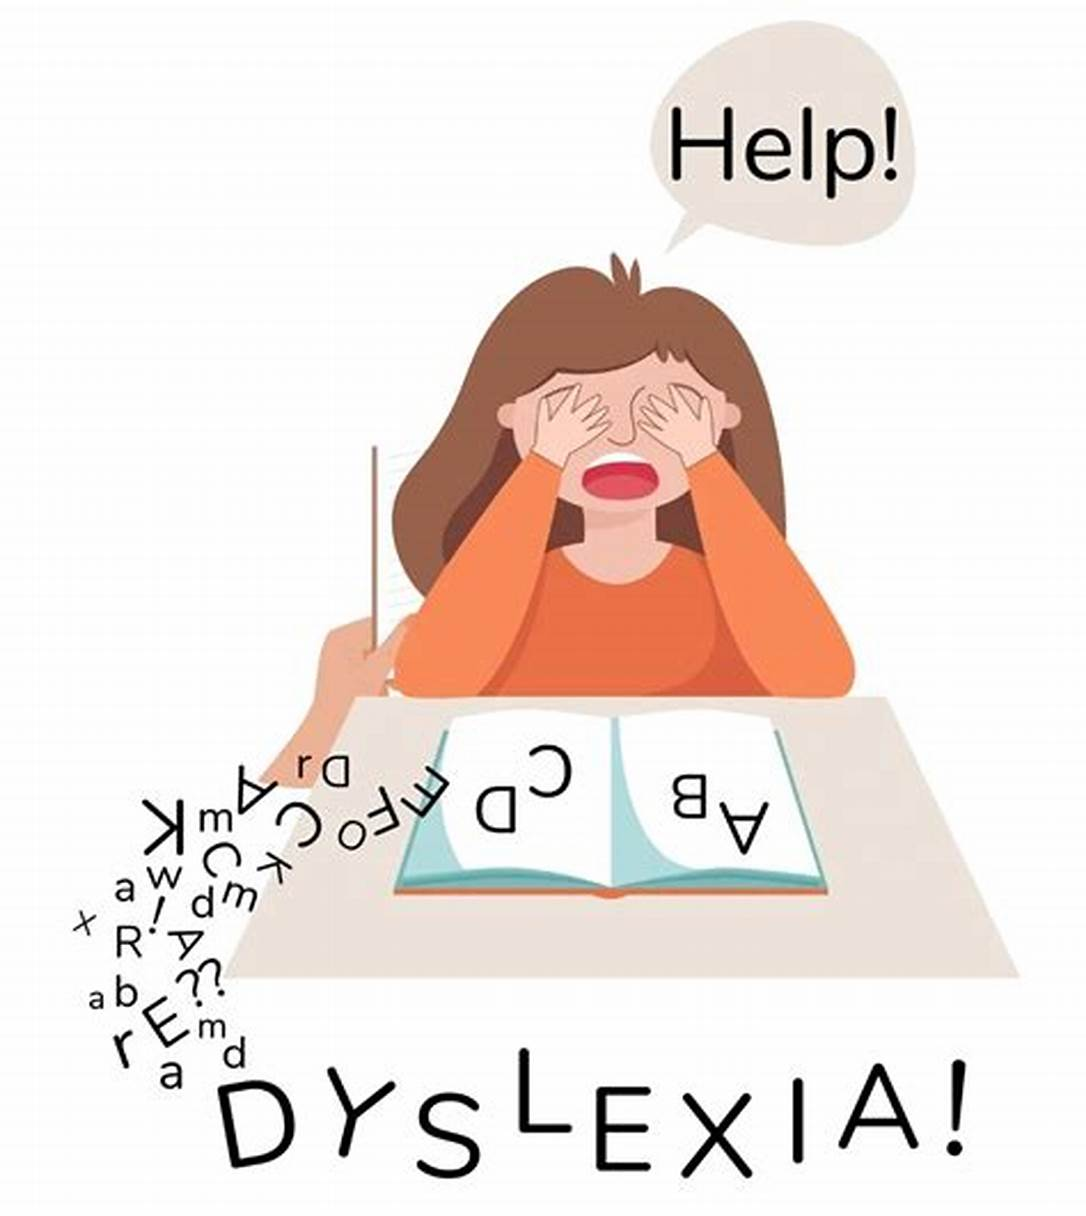 Help!
D C B A
r D
A E
K m C o F
C k
a w d m
x R ! A
a b ? ?
r E m
a d
DYSLEXIA!